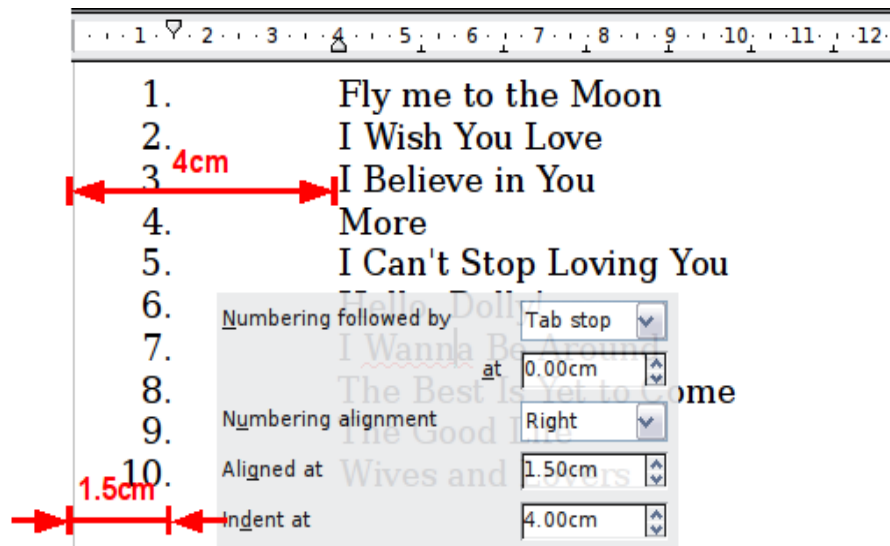 1 2 3 4 5 6 7 8 9 10 11 12
1. Fly me to the Moon
2. I Wish You Love
4cm
3 I Believe in You
4. More
5. I Can't Stop Loving You
6. Hello, Dolly!
Numbering followed by Tab stop
7. I Wanna Be Around
at 0.00cm
8. The Best Is Yet to Come
Numbering alignment Right
9. The Good Life
Aligned at 1.50cm
10. Wives and Lovers
1.5cm
Indent at 4.00cm